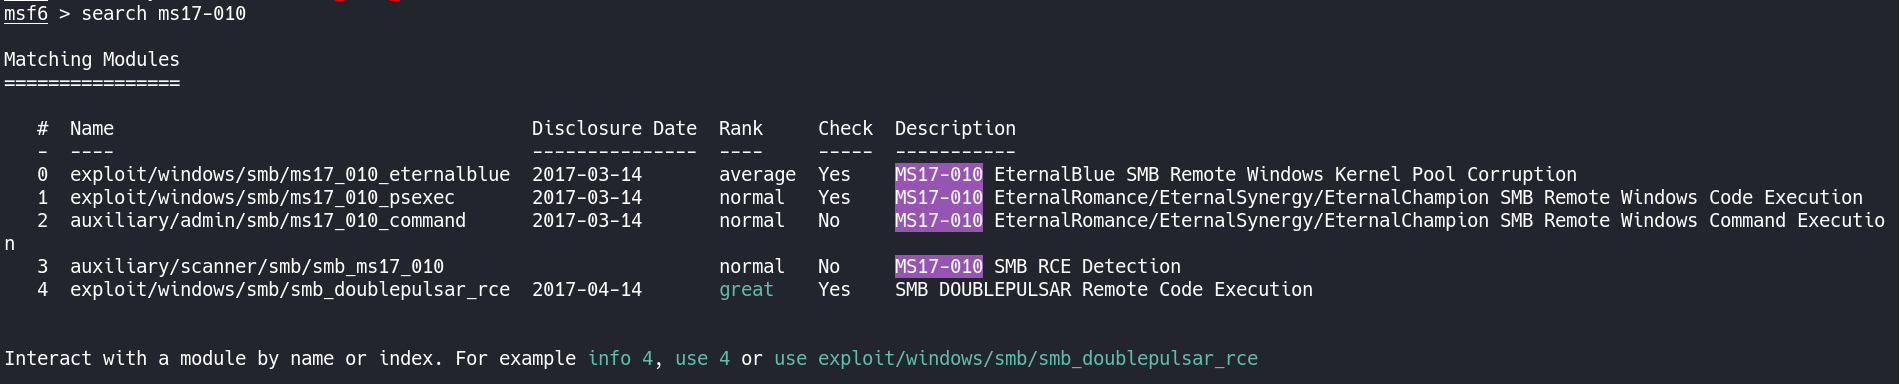 msf6 > search ms17-010
Matching Modules
================
#  Name  Disclosure Date  Rank  Check  Description
-  ----  ---------------  ----  -----  -----------
0  exploit/windows/smb/ms17_010_eternalblue  2017-03-14  average  Yes  MS17-010 EternalBlue SMB Remote Windows Kernel Pool Corruption
1  exploit/windows/smb/ms17_010_psexec  2017-03-14  normal  Yes  MS17-010 EternalRomance/EternalSynergy/EternalChampion SMB Remote Windows Code Execution
2  auxiliary/admin/smb/ms17_010_command  2017-03-14  normal  No  MS17-010 EternalRomance/EternalSynergy/EternalChampion SMB Remote Windows Command Executio
n
3  auxiliary/scanner/smb/smb_ms17_010  normal  No  MS17-010 SMB RCE Detection
4  exploit/windows/smb/smb_doublepulsar_rce  2017-04-14  great  Yes  SMB DOUBLEPULSAR Remote Code Execution
Interact with a module by name or index. For example info 4, use 4 or use exploit/windows/smb/smb_doublepulsar_rce